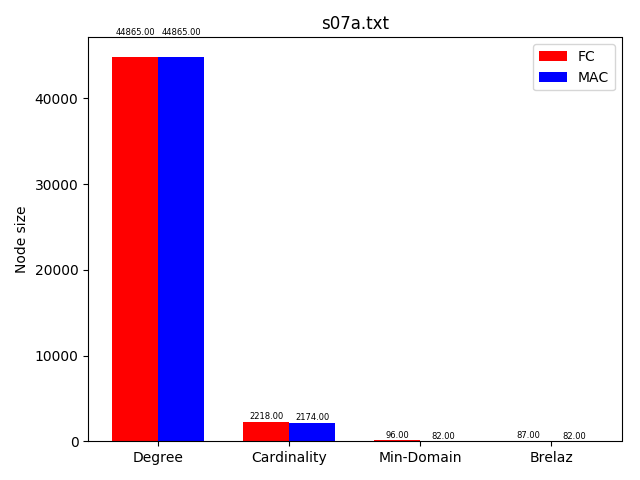 s07a.txt
44865.00 44865.00
FC
MAC
40000
30000
Node size
20000
10000
2218.00 2174.00
96.00 82.00 87.00 82.00
0
Degree Cardinality Min-Domain Brelaz